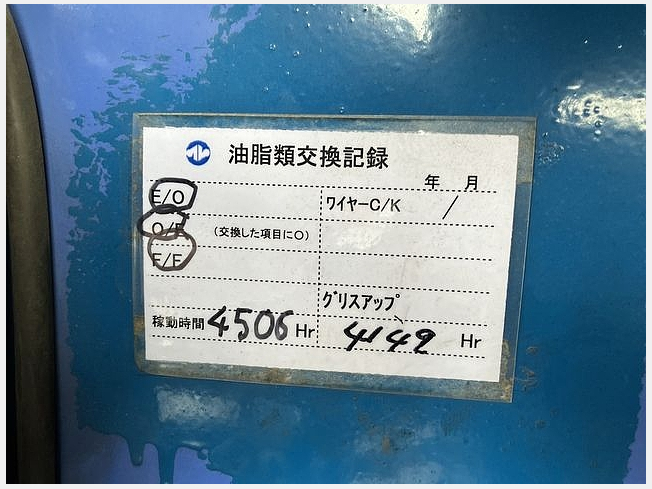 油脂類交換記録
年 月
E/O ワイヤーC/K /
O/E (交換した項目に○)
F/E
グリスアップ
稼動時間 4506 Hr 4149 Hr